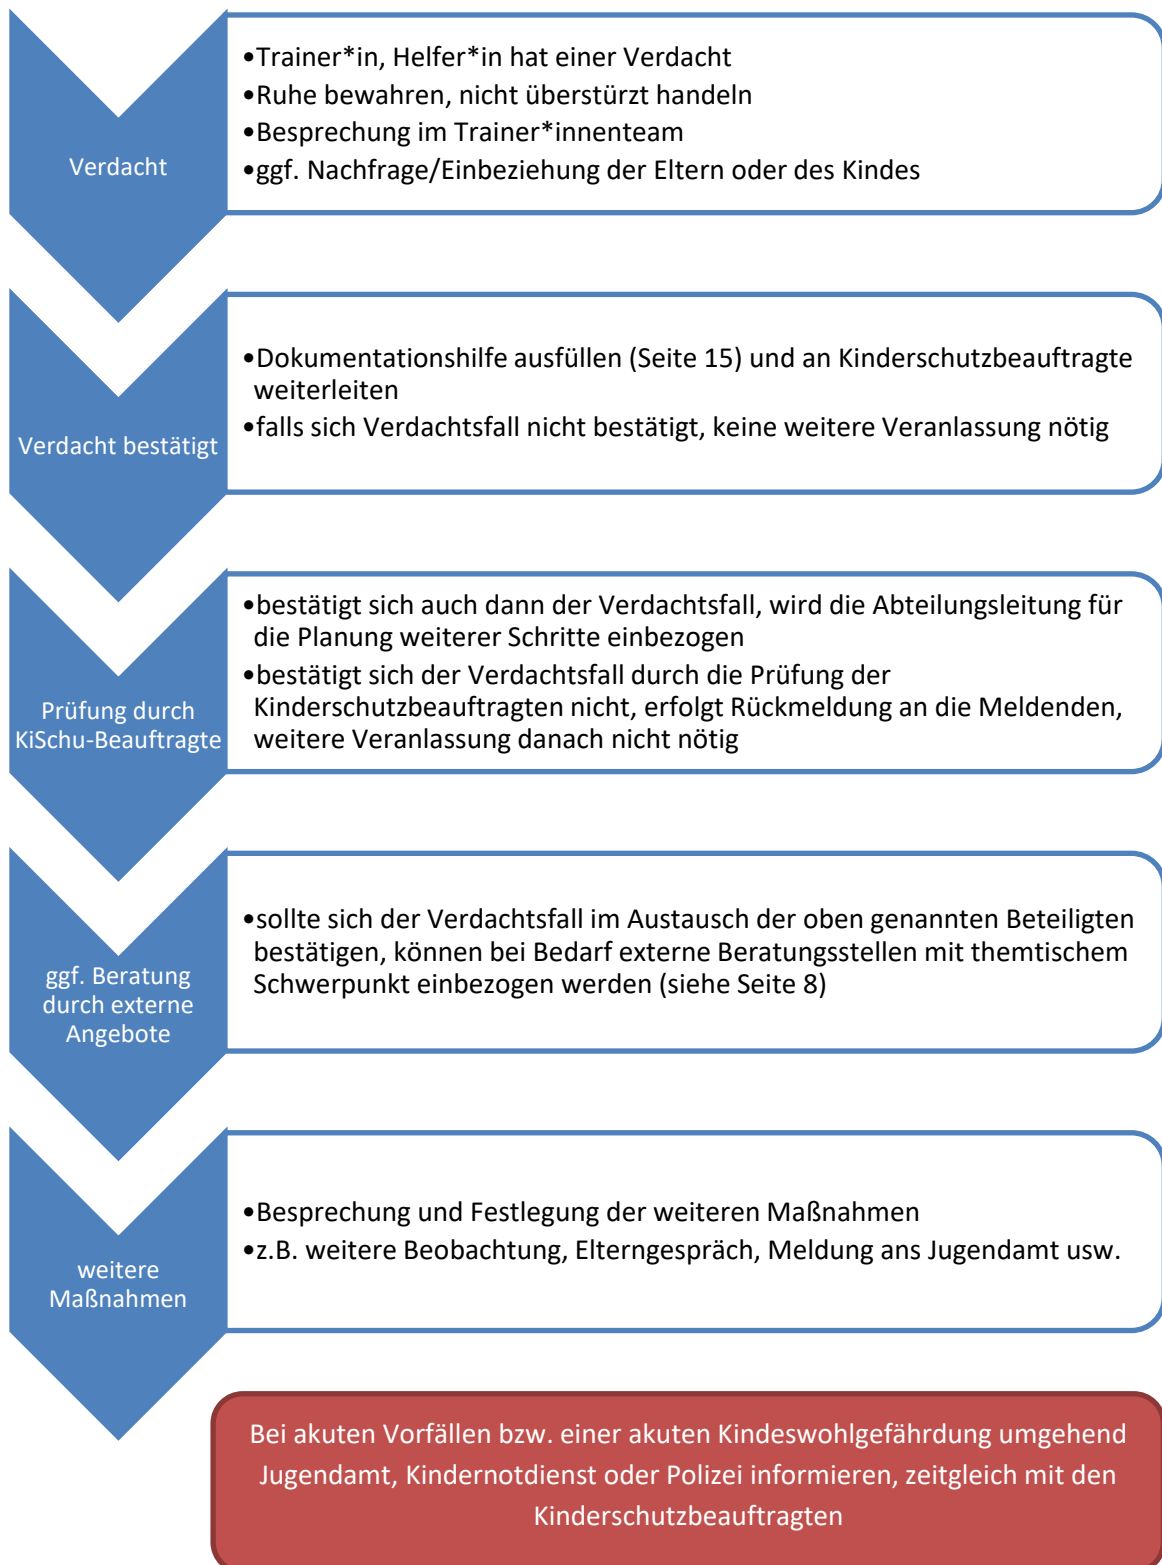 Verdacht
•Trainer*in, Helfer*in hat einer Verdacht
•Ruhe bewahren, nicht überstürzt handeln
•Besprechung im Trainer*innenteam
•ggf. Nachfrage/Einbeziehung der Eltern oder des Kindes
Verdacht bestätigt
•Dokumentationshilfe ausfüllen (Seite 15) und an Kinderschutzbeauftragte
weiterleiten
•falls sich Verdachtsfall nicht bestätigt, keine weitere Veranlassung nötig
Prüfung durch
KiSchu-Beauftragte
•bestätigt sich auch dann der Verdachtsfall, wird die Abteilungsleitung für
die Planung weiterer Schritte einbezogen
•bestätigt sich der Verdachtsfall durch die Prüfung der
Kinderschutzbeauftragten nicht, erfolgt Rückmeldung an die Meldenden,
weitere Veranlassung danach nicht nötig
ggf. Beratung
durch externe
Angebote
•sollte sich der Verdachtsfall im Austausch der oben genannten Beteiligten
bestätigen, können bei Bedarf externe Beratungsstellen mit themtischem
Schwerpunkt einbezogen werden (siehe Seite 8)
weitere
Maßnahmen
•Besprechung und Festlegung der weiteren Maßnahmen
•z.B. weitere Beobachtung, Elterngespräch, Meldung ans Jugendamt usw.
Bei akuten Vorfällen bzw. einer akuten Kindeswohlgefährdung umgehend
Jugendamt, Kindernotdienst oder Polizei informieren, zeitgleich mit den
Kinderschutzbeauftragten